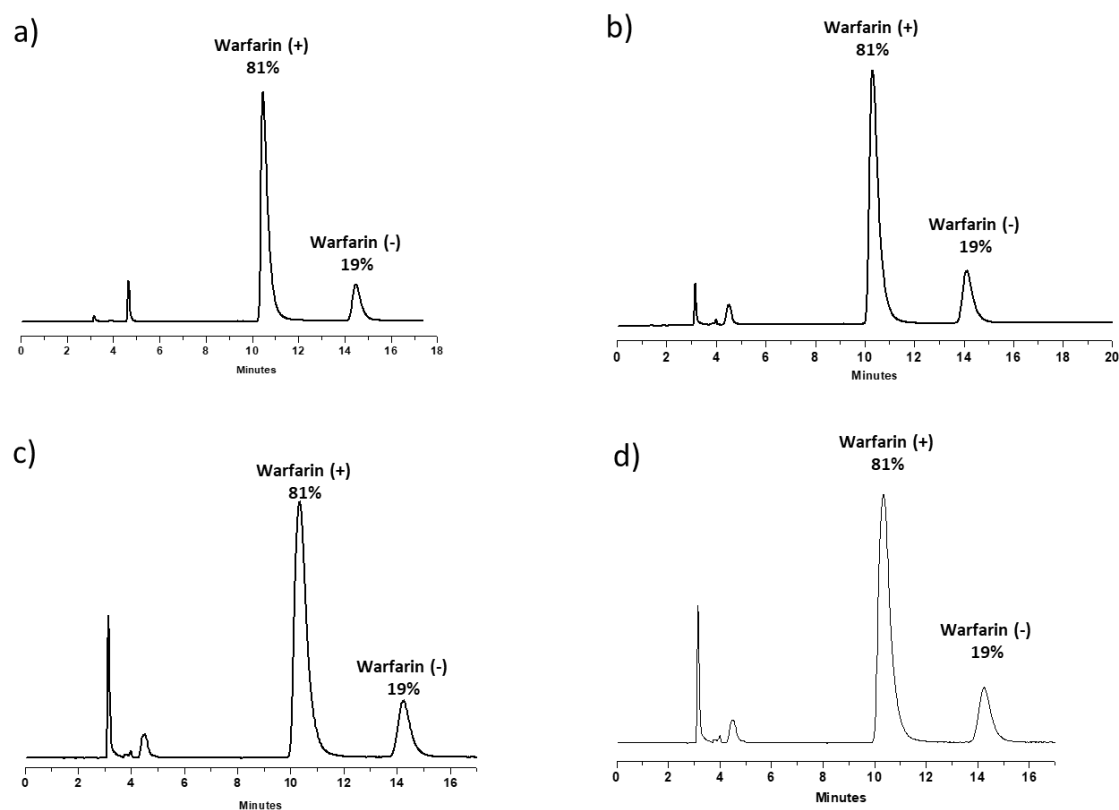 a)
Warfarin (+)
81%
Warfarin (-)
19%
0 2 4 6 8 10 12 14 16 18
Minutes
b)
Warfarin (+)
81%
Warfarin (-)
19%
0 2 4 6 8 10 12 14 16 18 20
Minutes
c)
Warfarin (+)
81%
Warfarin (-)
19%
0 2 4 6 8 10 12 14 16
Minutes
d)
Warfarin (+)
81%
Warfarin (-)
19%
0 2 4 6 8 10 12 14 16
Minutes